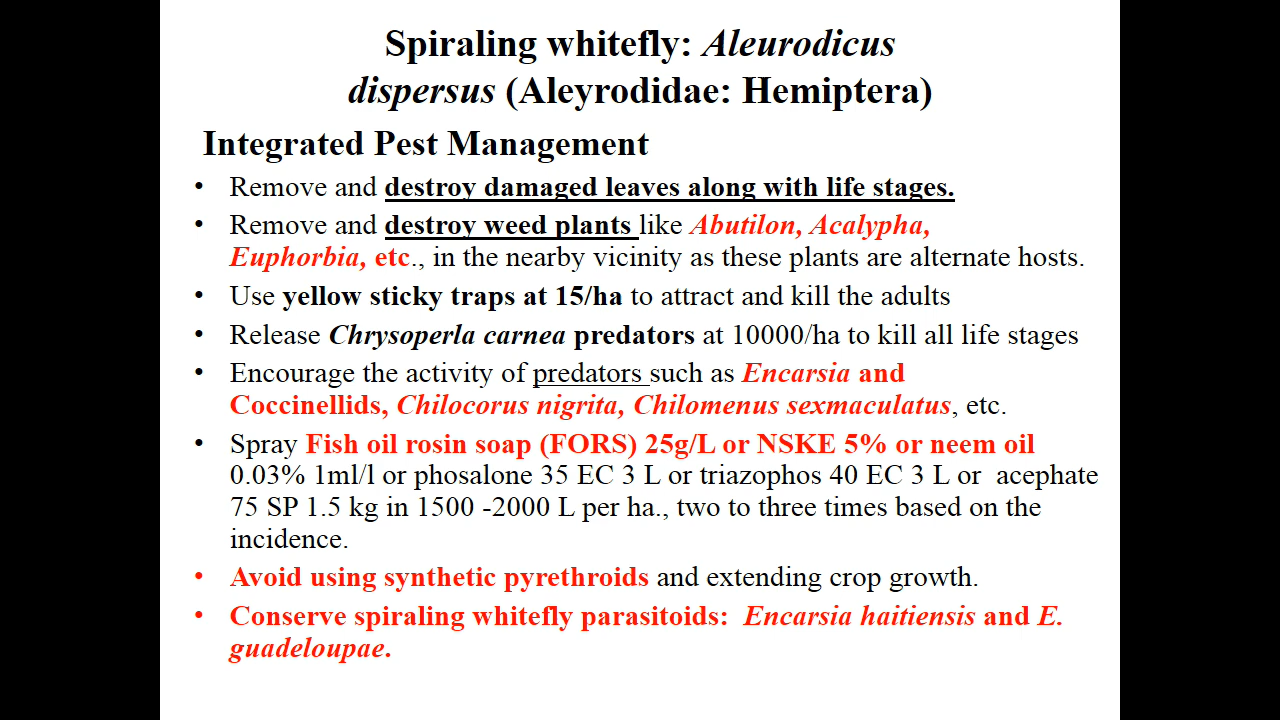 Spiraling whitefly: Aleurodicus
dispersus (Aleyrodidae: Hemiptera)
Integrated Pest Management
• Remove and destroy damaged leaves along with life stages.
• Remove and destroy weed plants like Abutilon, Acalypha,
Euphorbia, etc., in the nearby vicinity as these plants are alternate hosts.
• Use yellow sticky traps at 15/ha to attract and kill the adults
• Release Chrysoperla carnea predators at 10000/ha to kill all life stages
• Encourage the activity of predators such as Encarsia and
Coccinellids, Chilocorus nigrita, Chilomenus sexmaculatus, etc.
• Spray Fish oil rosin soap (FORS) 25g/L or NSKE 5% or neem oil
0.03% 1ml/l or phosalone 35 EC 3 L or triazophos 40 EC 3 L or acephate
75 SP 1.5 kg in 1500 -2000 L per ha., two to three times based on the
incidence.
• Avoid using synthetic pyrethroids and extending crop growth.
• Conserve spiraling whitefly parasitoids: Encarsia haitiensis and E.
guadeloupae.